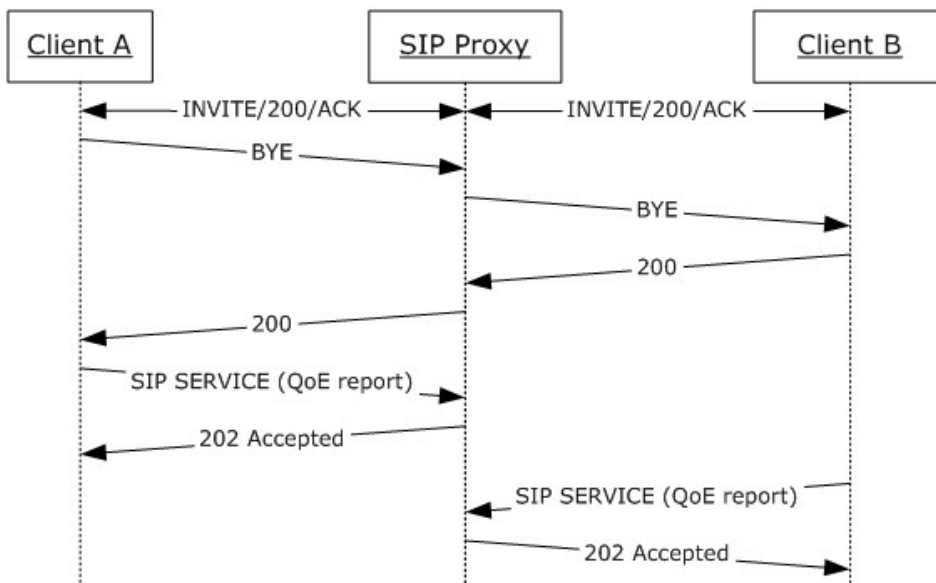 Client A
SIP Proxy
Client B
INVITE/200/ACK
INVITE/200/ACK
BYE
BYE
200
200
SIP SERVICE (QoE report)
202 Accepted
SIP SERVICE (QoE report)
202 Accepted